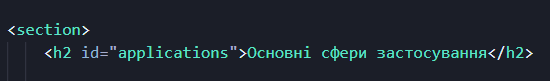 <section>
<h2 id="applications">Основні сфери застосування</h2>